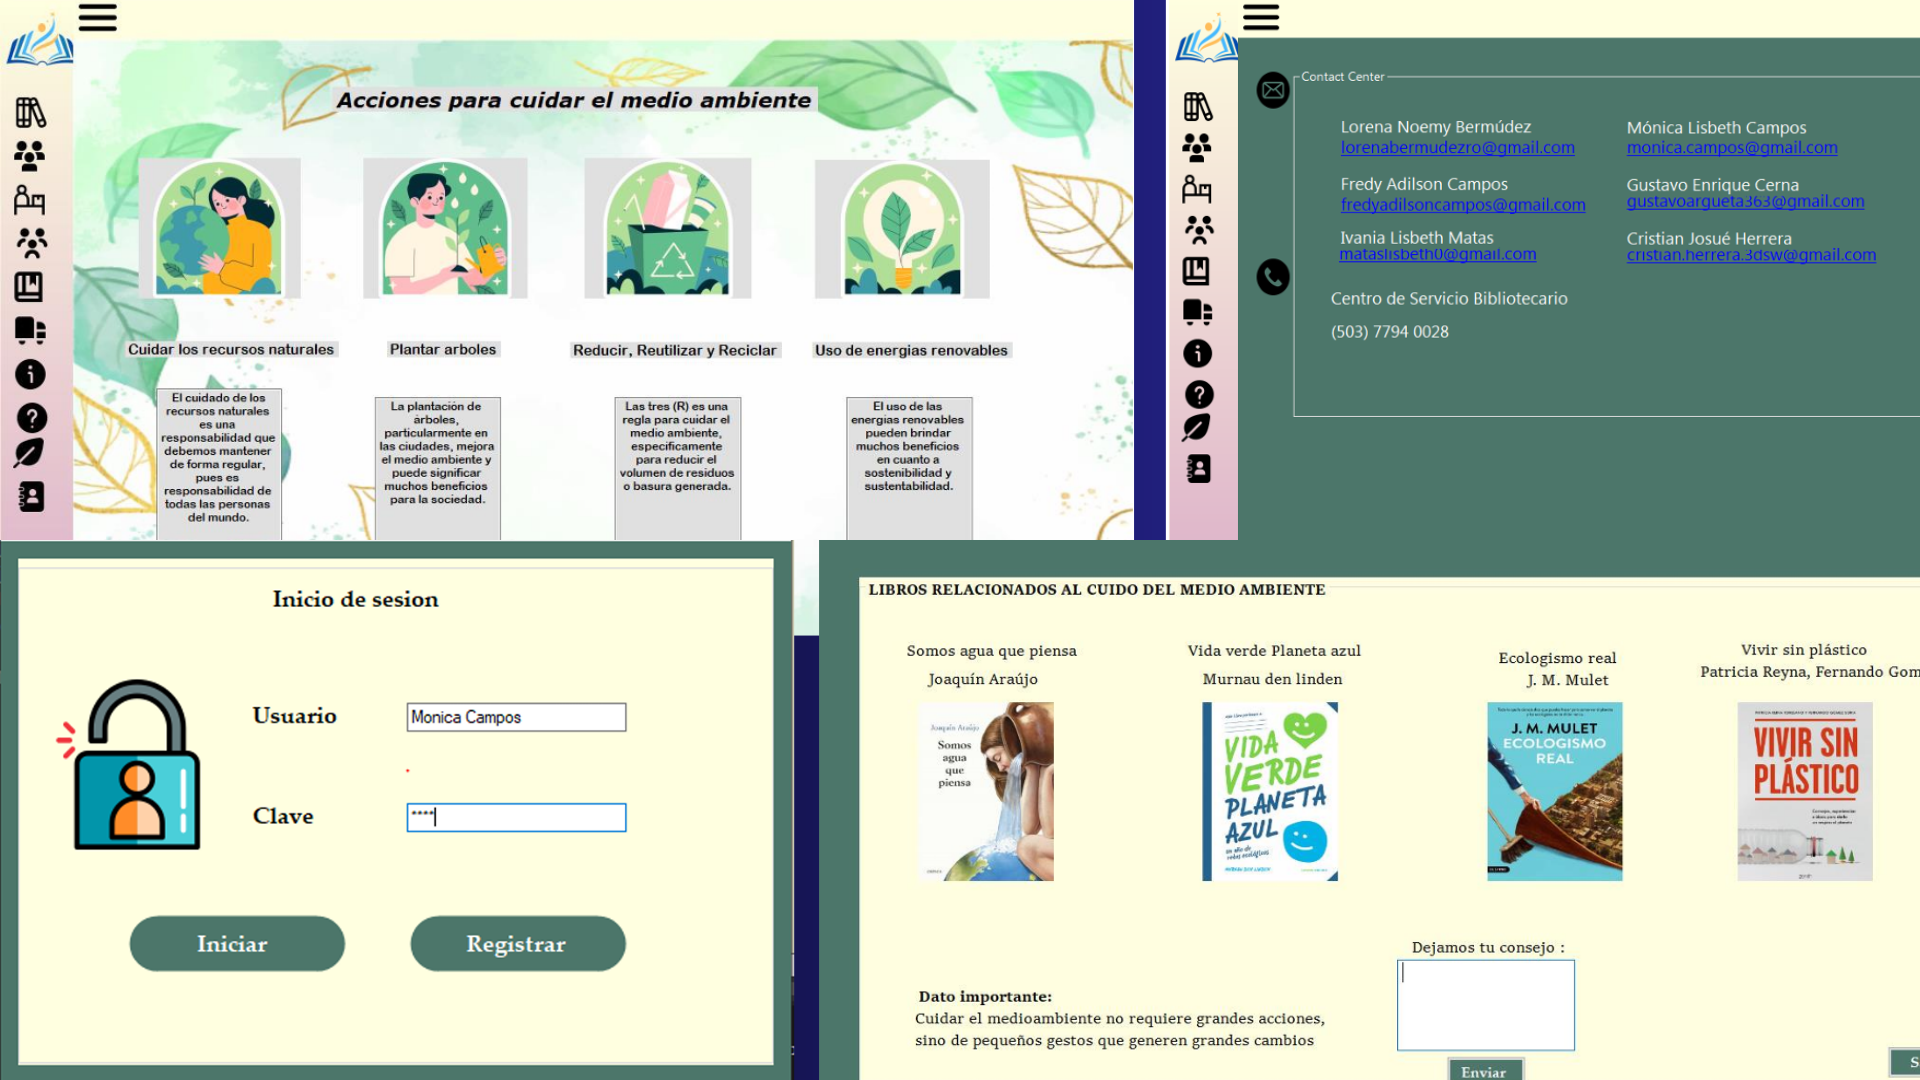 Acciones para cuidar el medio ambiente
Cuidar los recursos naturales
El cuidado de los
recursos naturales
es una
responsabilidad que
debemos mantener
de forma regular,
pues es
responsabilidad de
todas las personas
del mundo.
Plantar arboles
La plantación de
árboles,
particularmente en
las ciudades, mejora
el medio ambiente y
puede significar
muchos beneficios
para la sociedad.
Reducir, Reutilizar y Reciclar
Las tres (R) es una
regla para cuidar el
medio ambiente,
especificamente
para reducir el
volumen de residuos
o basura generada.
Uso de energias renovables
El uso de las
energias renovables
pueden brindar
muchos beneficios
en cuanto a
sostenibilidad y
sustentabilidad.
Contact Center
Lorena Noemy Bermúdez
lorenabermudezro@gmail.com
Fredy Adilson Campos
fredyadilsoncampos@gmail.com
Ivania Lisbeth Matas
mataslisbeth0@gmail.com
Mónica Lisbeth Campos
monica.campos@gmail.com
Gustavo Enrique Cerna
gustavoargueta363@gmail.com
Cristian Josué Herrera
cristian.herrera.3dsw@gmail.com
Centro de Servicio Bibliotecario
(503) 7794 0028
Inicio de sesion
Usuario
Monica Campos
Clave
****
Iniciar
Registrar
LIBROS RELACIONADOS AL CUIDO DEL MEDIO AMBIENTE
Somos agua que piensa
Joaquín Araújo
Joaquín Araújo
Somos
agua
que
piensa
Vida verde Planeta azul
Murnau den linden
VIDA
VERDE
PLANETA
AZUL
Ecologismo real
J. M. Mulet
J. M. MULET
ECOLOGISMO
REAL
Vivir sin plástico
Patricia Reyna, Fernando Gom
VIVIR SIN
PLÁSTICO
Dejamos tu consejo :
Dato importante:
Cuidar el medioambiente no requiere grandes acciones,
sino de pequeños gestos que generen grandes cambios
Enviar
S